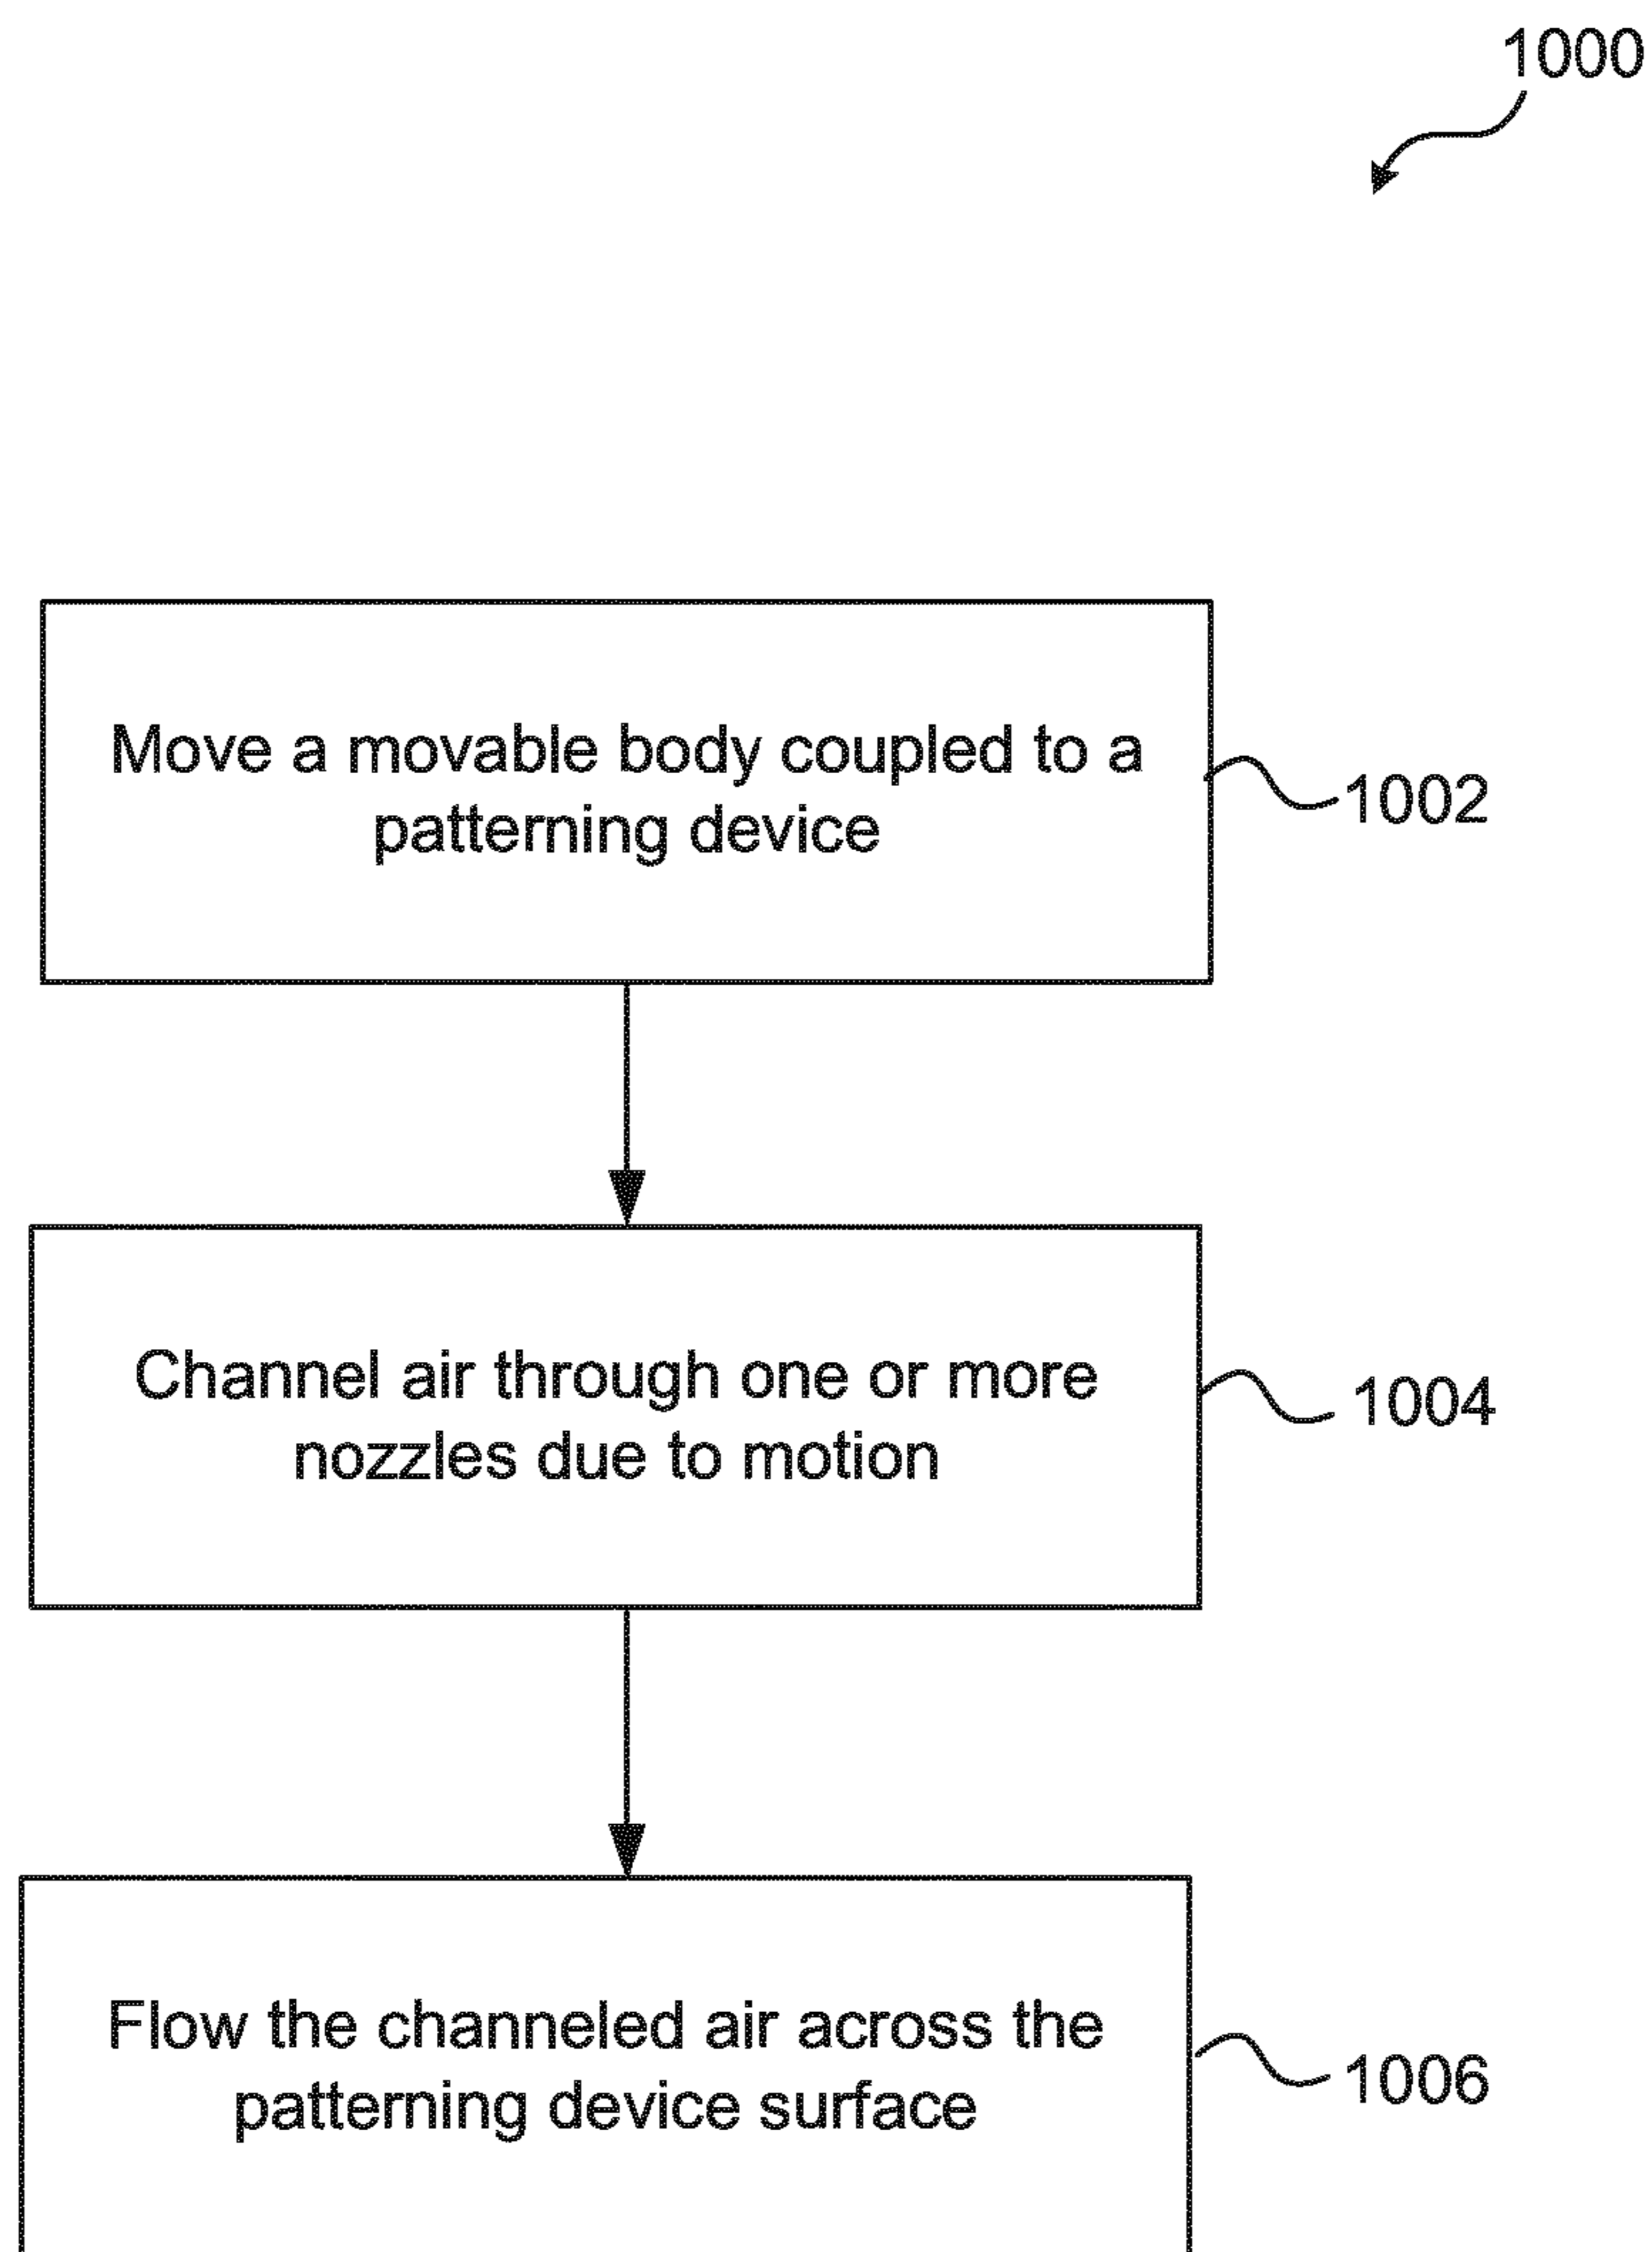 1000
Move a movable body coupled to a
patterning device
1002
Channel air through one or more
nozzles due to motion
1004
Flow the channeled air across the
patterning device surface
1006